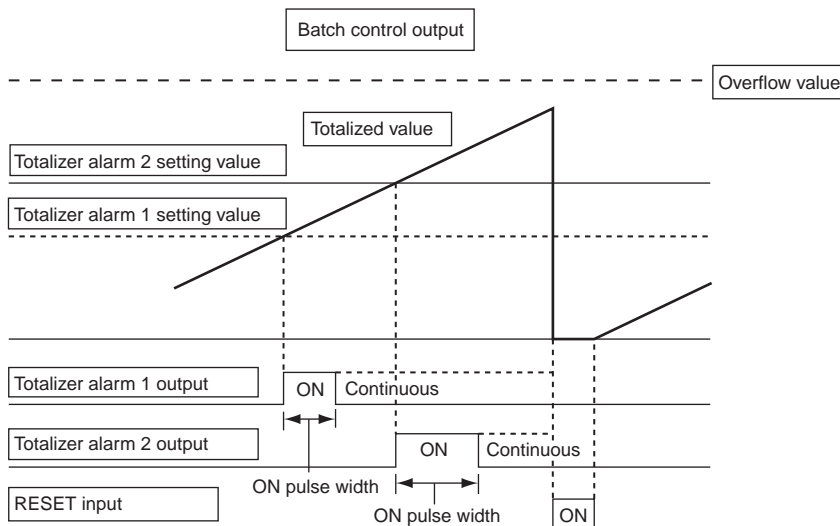 Batch control output
Overflow value
Totalized value
Totalizer alarm 2 setting value
Totalizer alarm 1 setting value
Totalizer alarm 1 output
ON
Continuous
Totalizer alarm 2 output
ON
Continuous
ON pulse width
RESET input
ON pulse width
ON